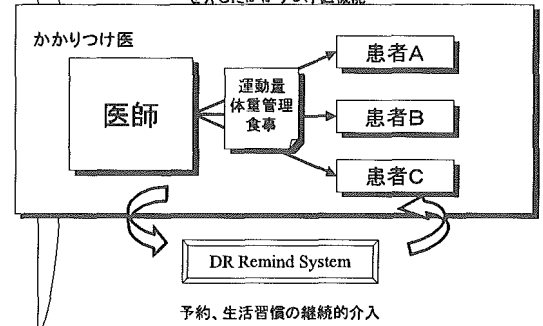 かかりつけ医
医師
運動量
体量管理
食事
患者A
患者B
患者C
DR Remind System
予約、生活習慣の継続的介入